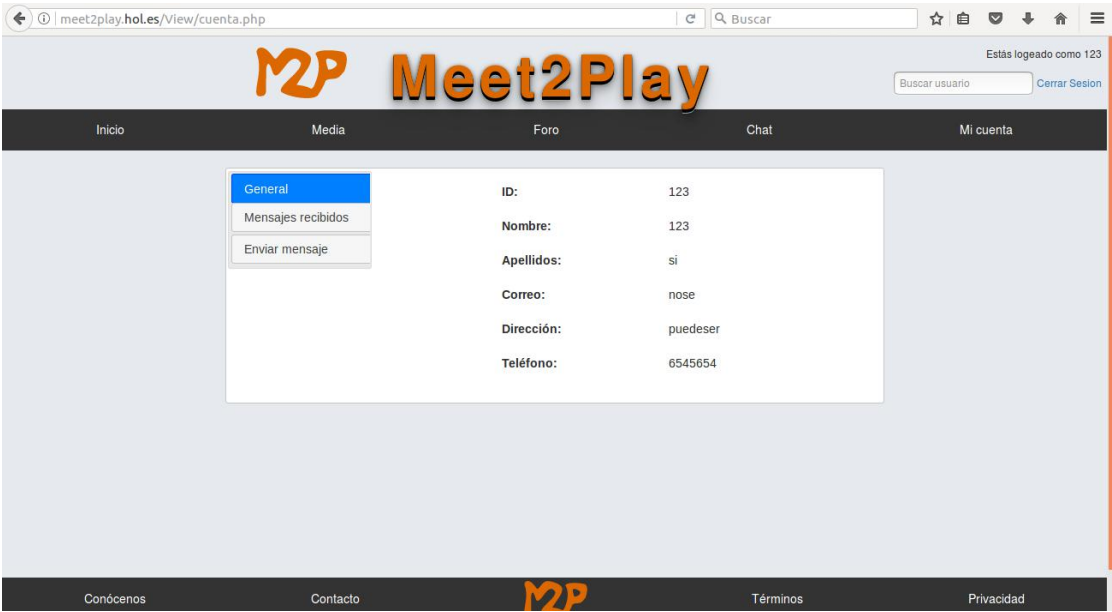 meet2play.hol.es/View/cuenta.php
Buscar
M2P
Meet2Play
Estás logeado como 123
Buscar usuario
Cerrar Sesion
Inicio Media Foro Chat Mi cuenta
General
Mensajes recibidos
Enviar mensaje
ID: 123
Nombre: 123
Apellidos: si
Correo: nose
Dirección: puedeser
Teléfono: 6545654
Conócenos Contacto M2P Términos Privacidad